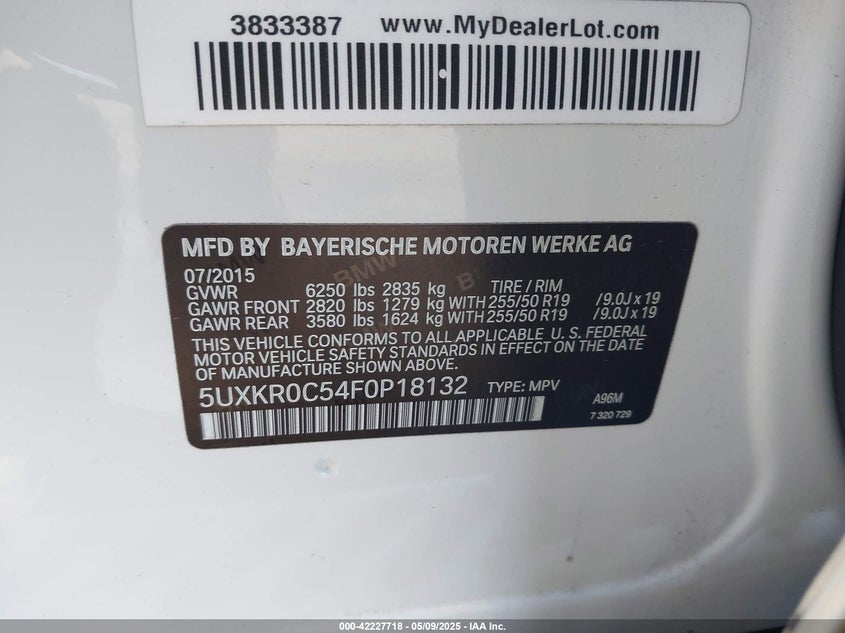 3833387 www.MyDealerLot.com
MFD BY BAYERISCHE MOTOREN WERKE AG
07/2015
GVWR 6250 lbs 2835 kg TIRE / RIM
GAWR FRONT 2820 lbs 1279 kg WITH 255/50 R19 /9.0J x 19
GAWR REAR 3580 lbs 1624 kg WITH 255/50 R19 /9.0J x 19
THIS VEHICLE CONFORMS TO ALL APPLICABLE U. S. FEDERAL
MOTOR VEHICLE SAFETY STANDARDS IN EFFECT ON THE DATE
OF MANUFACTURE SHOWN ABOVE.
5UXKR0C54F0P18132 TYPE: MPV A96M
7 320 729
000-42227718 - 05/09/2025 - IAA Inc.